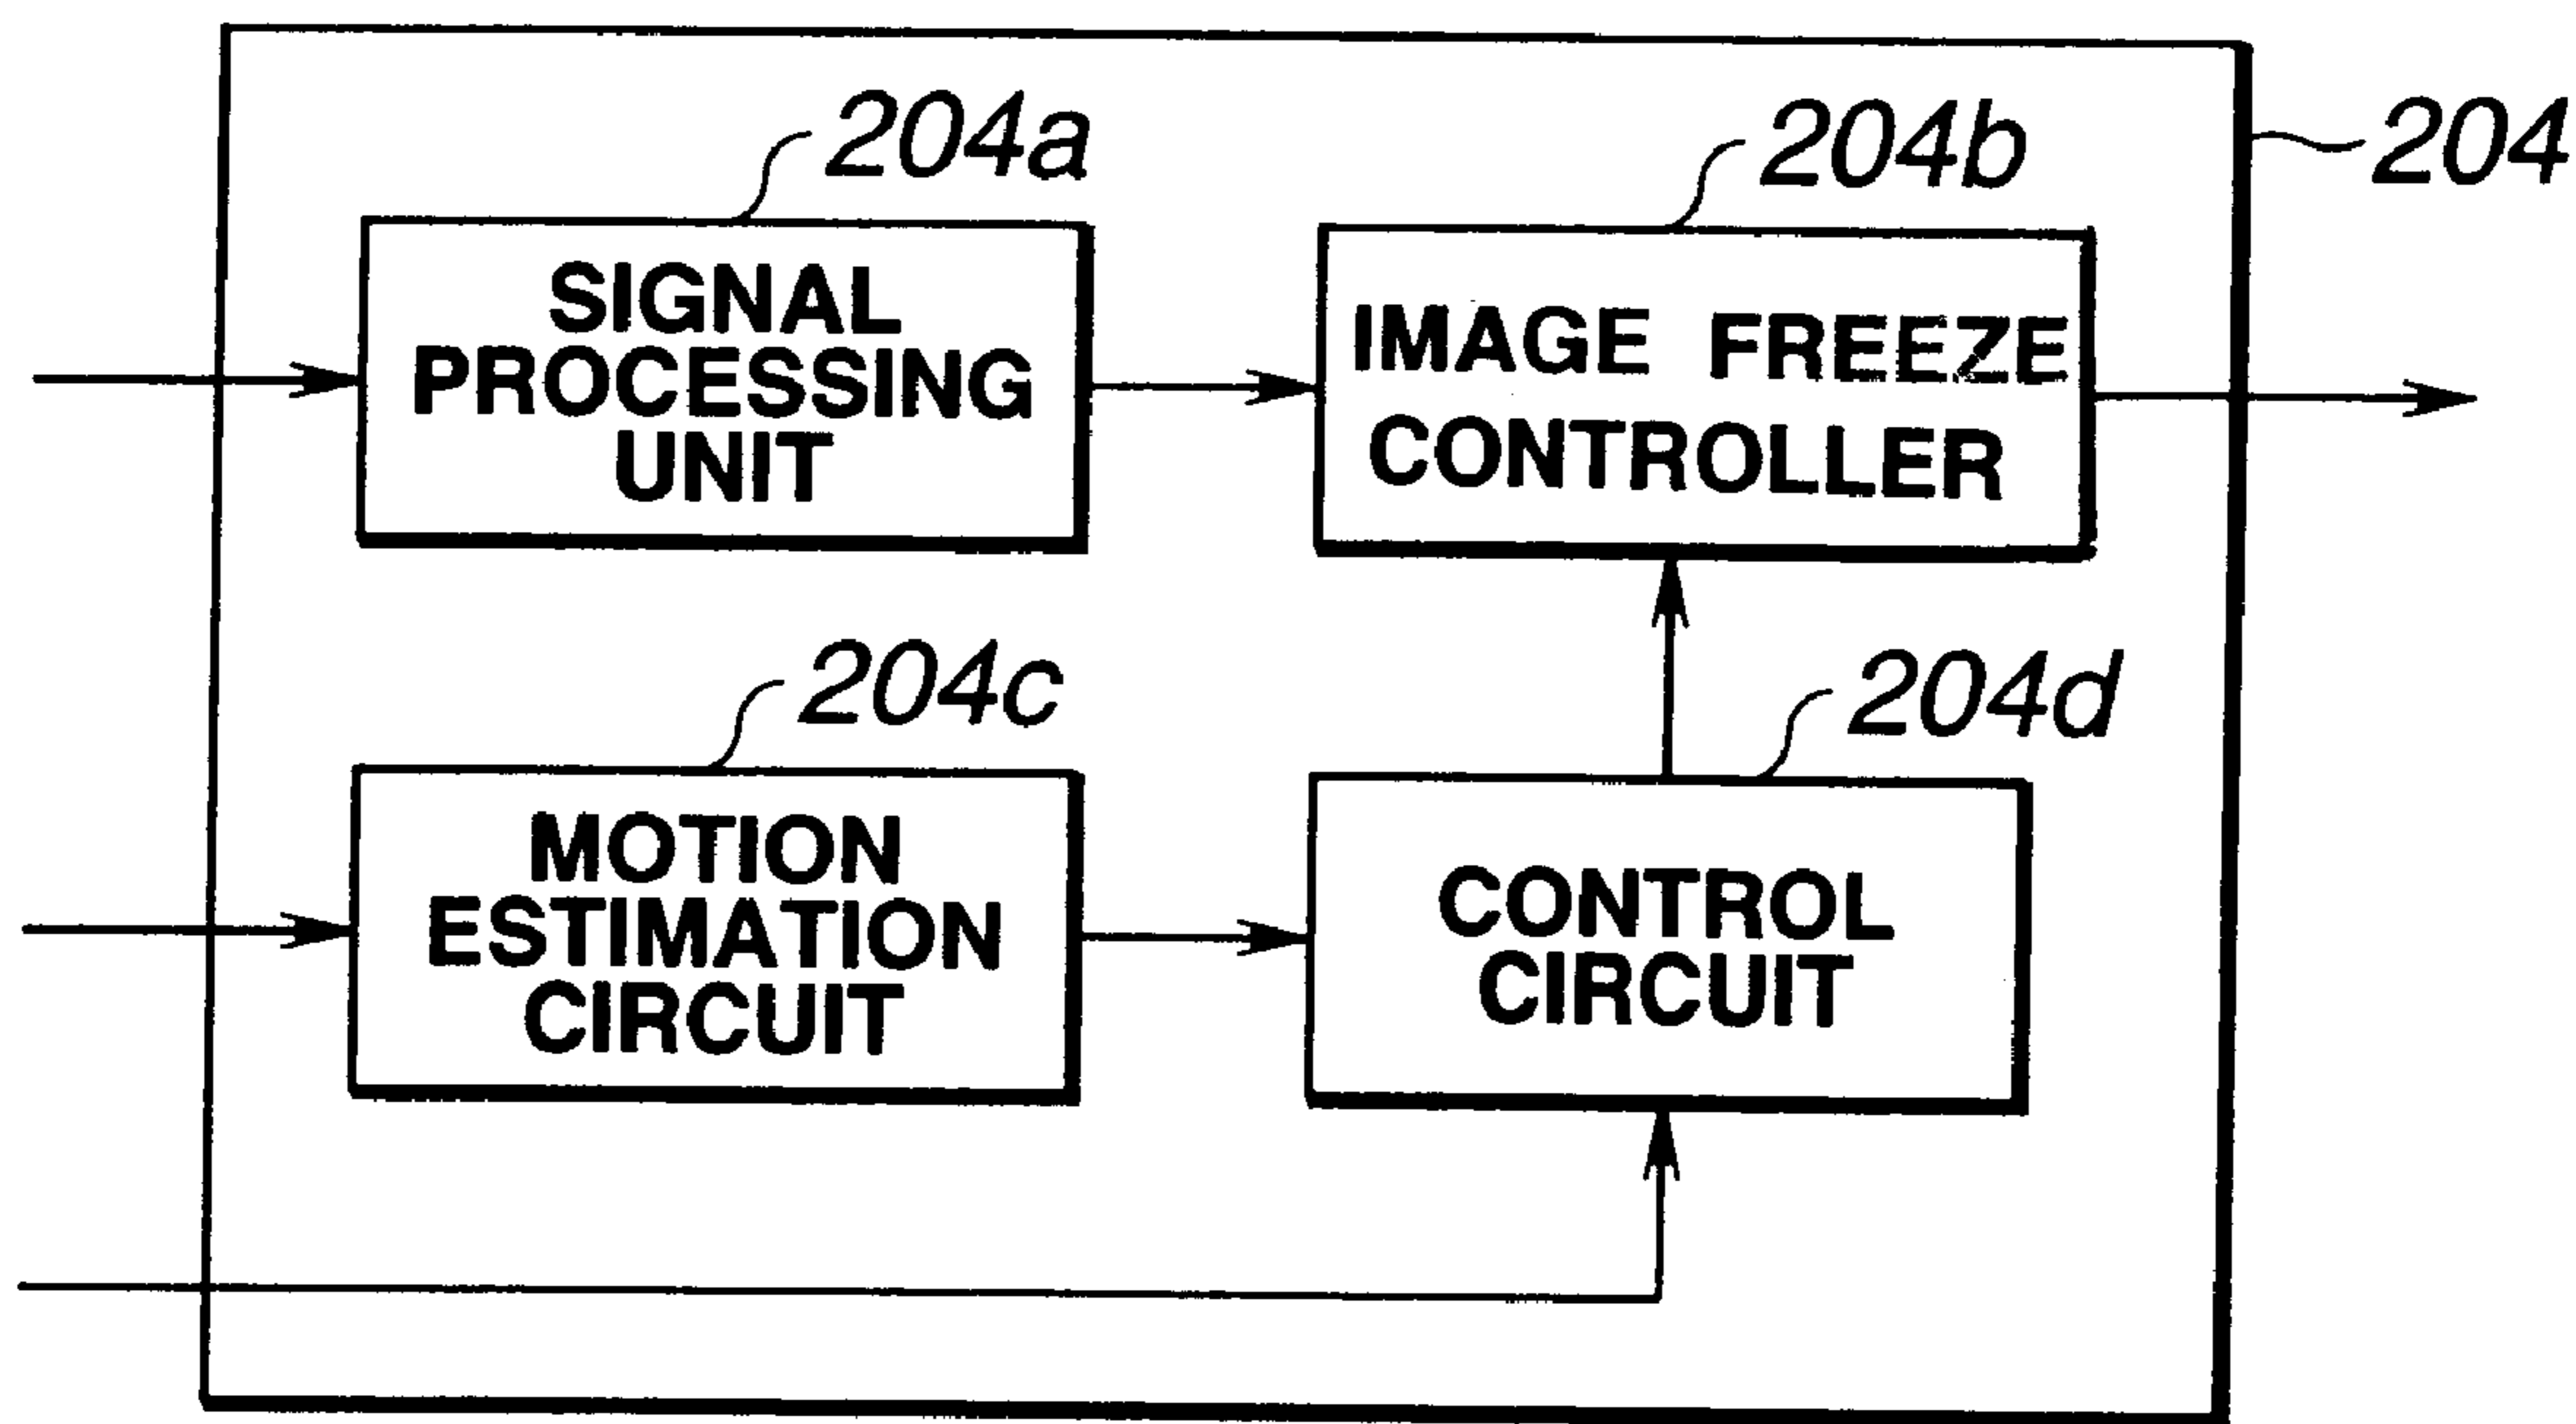 204a
204b
204
SIGNAL
PROCESSING
UNIT
IMAGE FREEZE
CONTROLLER
204c
204d
MOTION
ESTIMATION
CIRCUIT
CONTROL
CIRCUIT